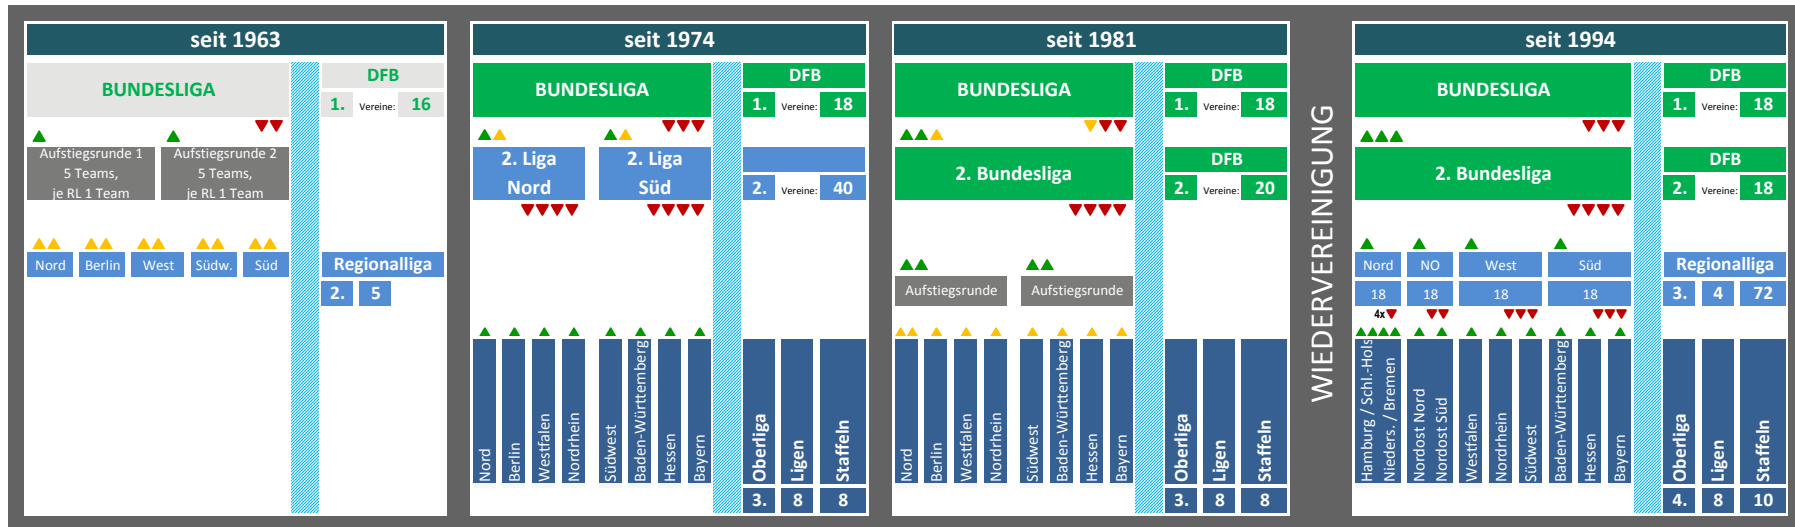 seit 1963
BUNDESLIGA
DFB
1. Vereine: 16
Aufstiegsrunde 1
5 Teams,
je RL 1 Team
Aufstiegsrunde 2
5 Teams,
je RL 1 Team
Nord Berlin West Südw. Süd
Regionalliga
2. 5
seit 1974
BUNDESLIGA
DFB
1. Vereine: 18
2. Liga
Nord
2. Liga
Süd
2. Vereine: 40
Nord
Berlin
Westfalen
Nordrhein
Südwest
Baden-Württemberg
Hessen
Bayern
Oberliga
Ligen
Staffeln
3. 8 8
seit 1981
BUNDESLIGA
DFB
1. Vereine: 18
2. Bundesliga
DFB
2. Vereine: 20
Aufstiegsrunde
Aufstiegsrunde
Nord
Berlin
Westfalen
Nordrhein
Südwest
Baden-Württemberg
Hessen
Bayern
Oberliga
Ligen
Staffeln
3. 8 8
WIEDERVEREINIGUNG
seit 1994
BUNDESLIGA
DFB
1. Vereine: 18
2. Bundesliga
DFB
2. Vereine: 18
Nord NO West Süd
18 18 18 18
Regionalliga
3. 4 72
4x
Hamburg / Schl.-Hols
Nieders. / Bremen
Nordost Nord
Nordost Süd
Westfalen
Nordrhein
Südwest
Baden-Württemberg
Hessen
Bayern
Oberliga
Ligen
Staffeln
4. 8 10